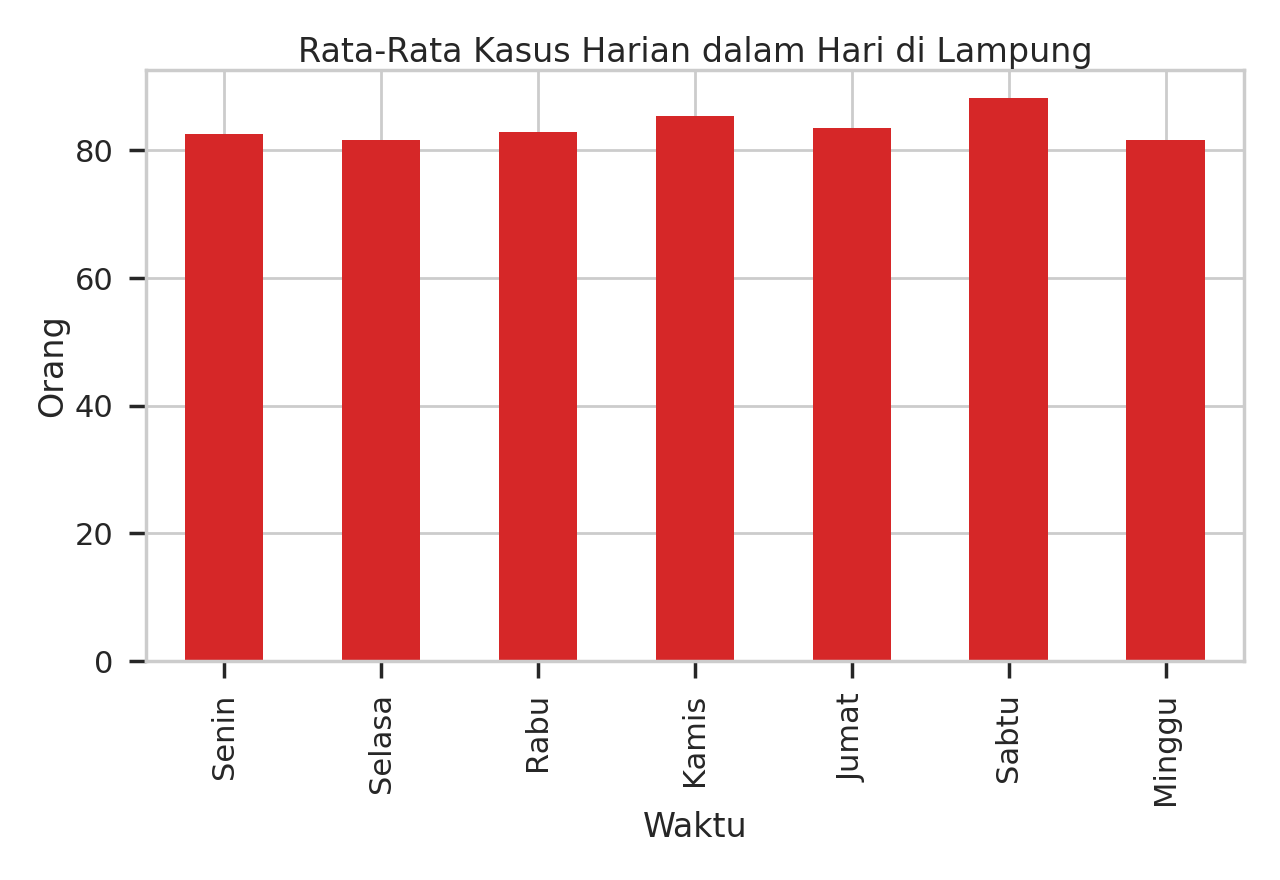 Rata-Rata Kasus Harian dalam Hari di Lampung
80
60
40
20
0
Orang
Senin
Selasa
Rabu
Kamis
Jumat
Sabtu
Minggu
Waktu